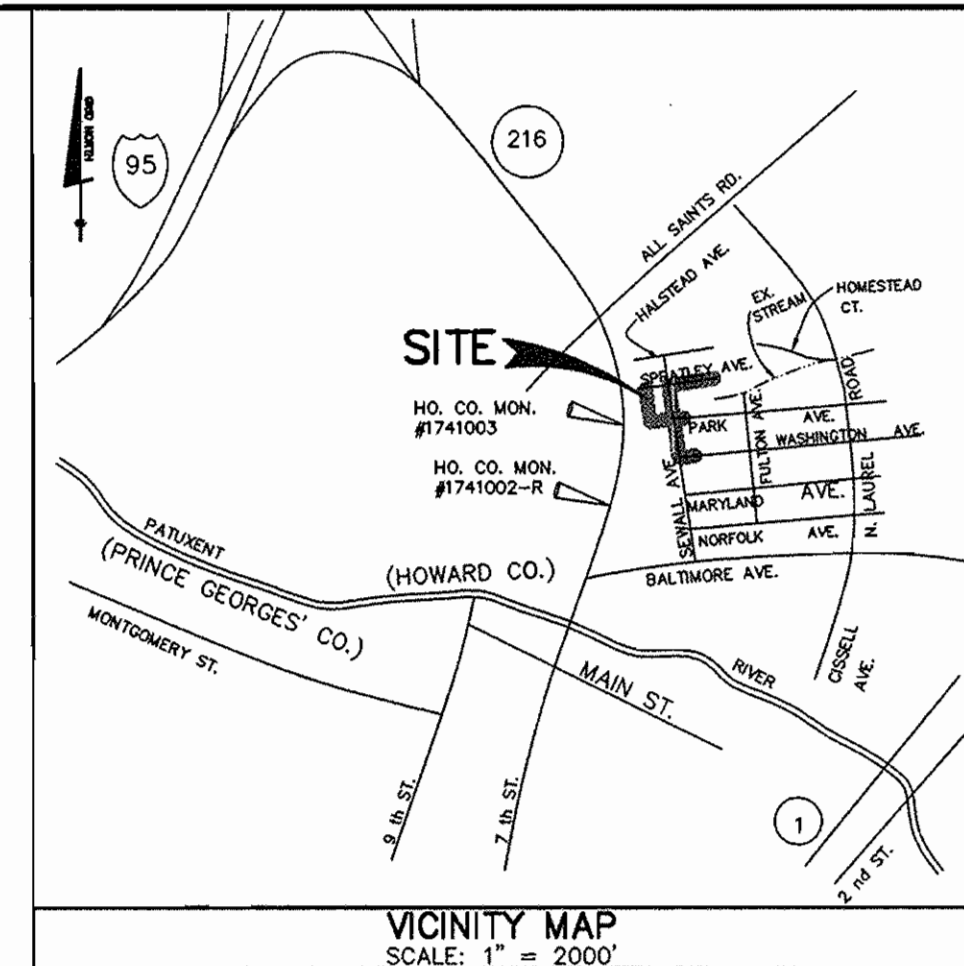 GRID NORTH
95
216
ALL SAINTS RD.
HALSTEAD AVE.
EX.
STREAM
HOMESTEAD
CT.
SITE
SPRATLEY AVE.
HO. CO. MON.
#1741003
PARK AVE.
WASHINGTON AVE.
FULTON AVE.
HO. CO. MON.
#1741002-R
SEWALL AVE.
MARYLAND AVE.
NORFOLK AVE.
N. LAUREL ROAD
BALTIMORE AVE.
PATUXENT RIVER
(PRINCE GEORGES' CO.)
(HOWARD CO.)
MONTGOMERY ST.
MAIN ST.
CISSELL
AVE.
9 th ST.
7 th ST.
1
2 nd ST.
VICINITY MAP
SCALE: 1" = 2000'